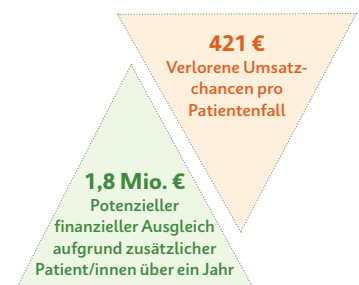 421 €
Verlorene Umsatz-
chancen pro
Patientenfall
1,8 Mio. €
Potenzieller
finanzieller Ausgleich
aufgrund zusätzlicher
Patient/innen über ein Jahr